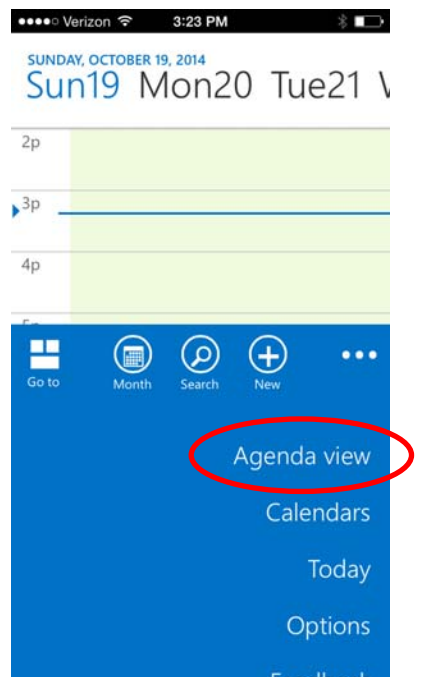 Verizon 3:23 PM
SUNDAY, OCTOBER 19, 2014
Sun19 Mon20 Tue21
2p
3p
4p
Go to Month Search New
Agenda view
Calendars
Today
Options